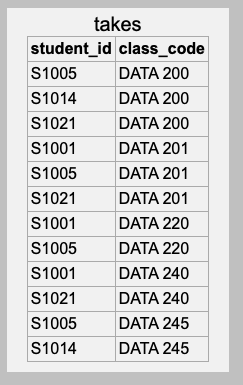 takes
student_id class_code
S1005 DATA 200
S1014 DATA 200
S1021 DATA 200
S1001 DATA 201
S1005 DATA 201
S1021 DATA 201
S1001 DATA 220
S1005 DATA 220
S1001 DATA 240
S1021 DATA 240
S1005 DATA 245
S1014 DATA 245